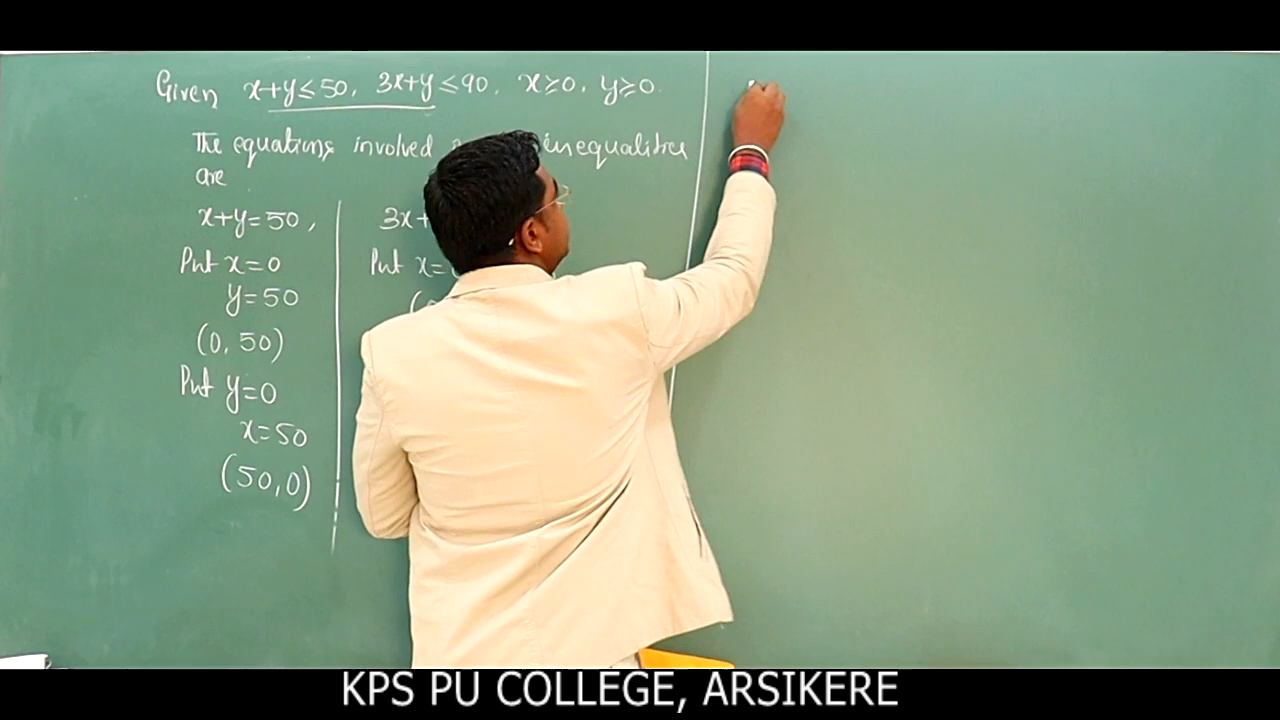 Given x+y≤50, 3x+y≤90, x≥0, y≥0.
The equations involved inequalities
are
x+y=50,
Put x=0
y=50
(0, 50)
Put y=0
x=50
(50,0)
3x+
Put x=
(
KPS PU COLLEGE, ARSIKERE